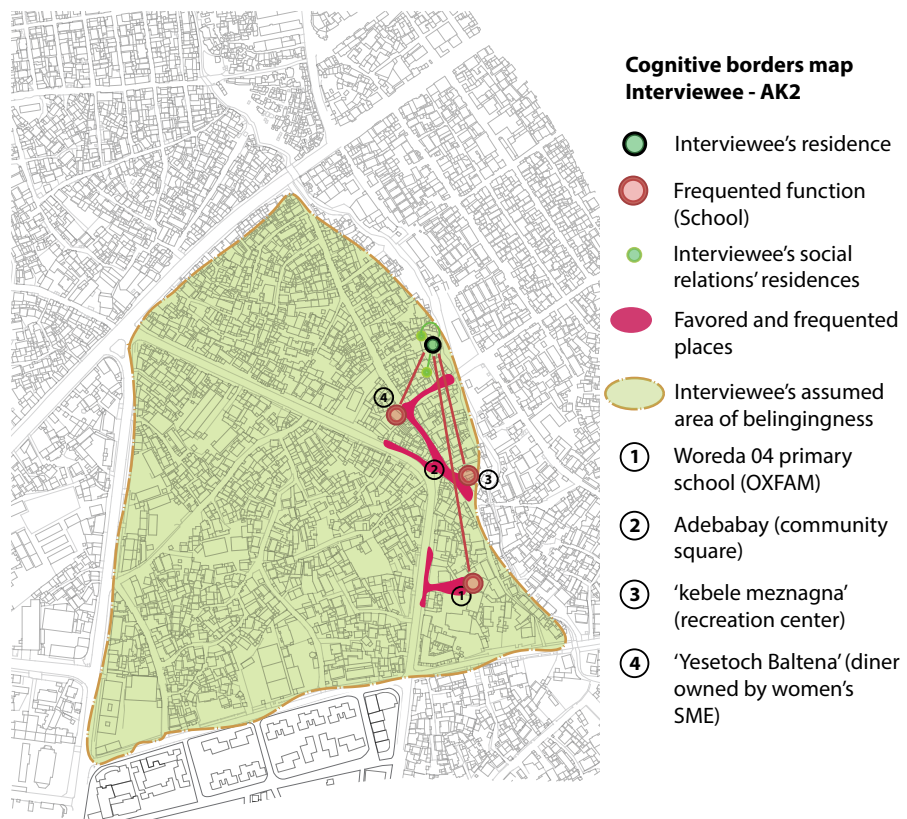 Cognitive borders map
Interviewee - AK2
Interviewee’s residence
Frequented function
(School)
Interviewee’s social
relations’ residences
Favored and frequented
places
Interviewee’s assumed
area of belingingness
1 Woreda 04 primary
school (OXFAM)
2 Adebabay (community
square)
3 ‘kebele meznagna’
(recreation center)
4 ‘Yesetoch Baltena’ (diner
owned by women’s
SME)
4
2
3
1